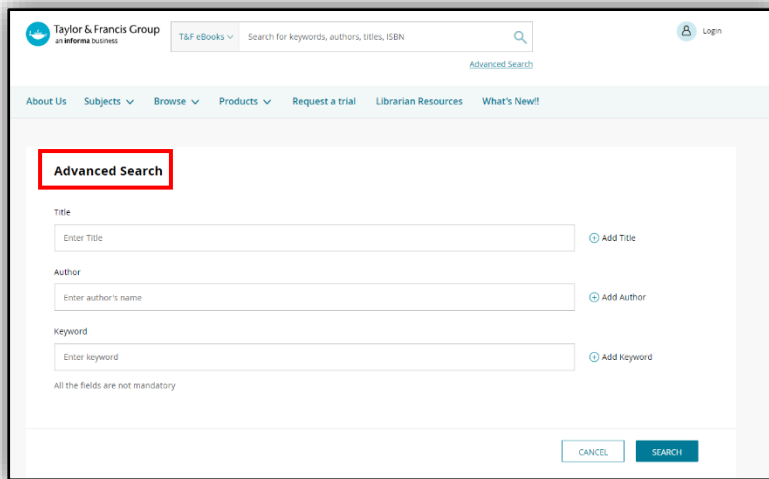 Taylor & Francis Group
an informa business
T&F eBooks
Search for keywords, authors, titles, ISBN
Login
Advanced Search
About Us Subjects Browse Products Request a trial Librarian Resources What's New!!
Advanced Search
Title
Enter Title
Add Title
Author
Enter author's name
Add Author
Keyword
Enter keyword
Add Keyword
All the fields are not mandatory
CANCEL SEARCH